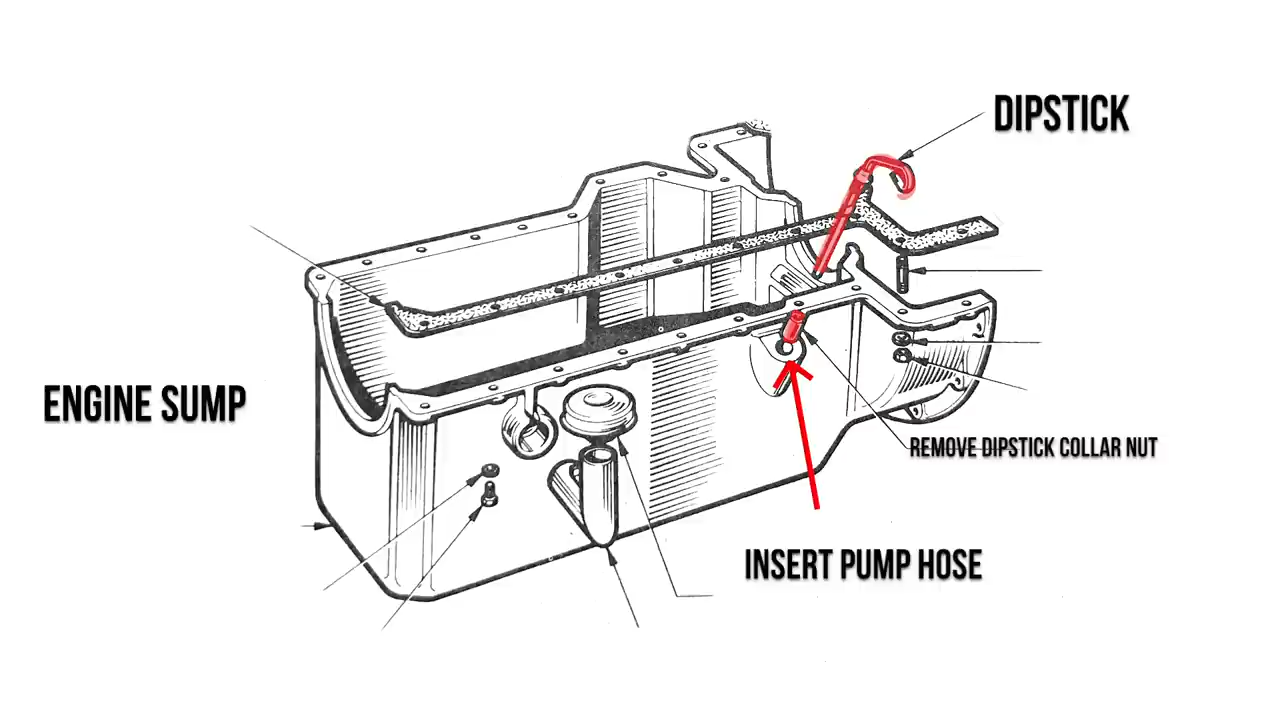 DIPSTICK
ENGINE SUMP
REMOVE DIPSTICK COLLAR NUT
INSERT PUMP HOSE